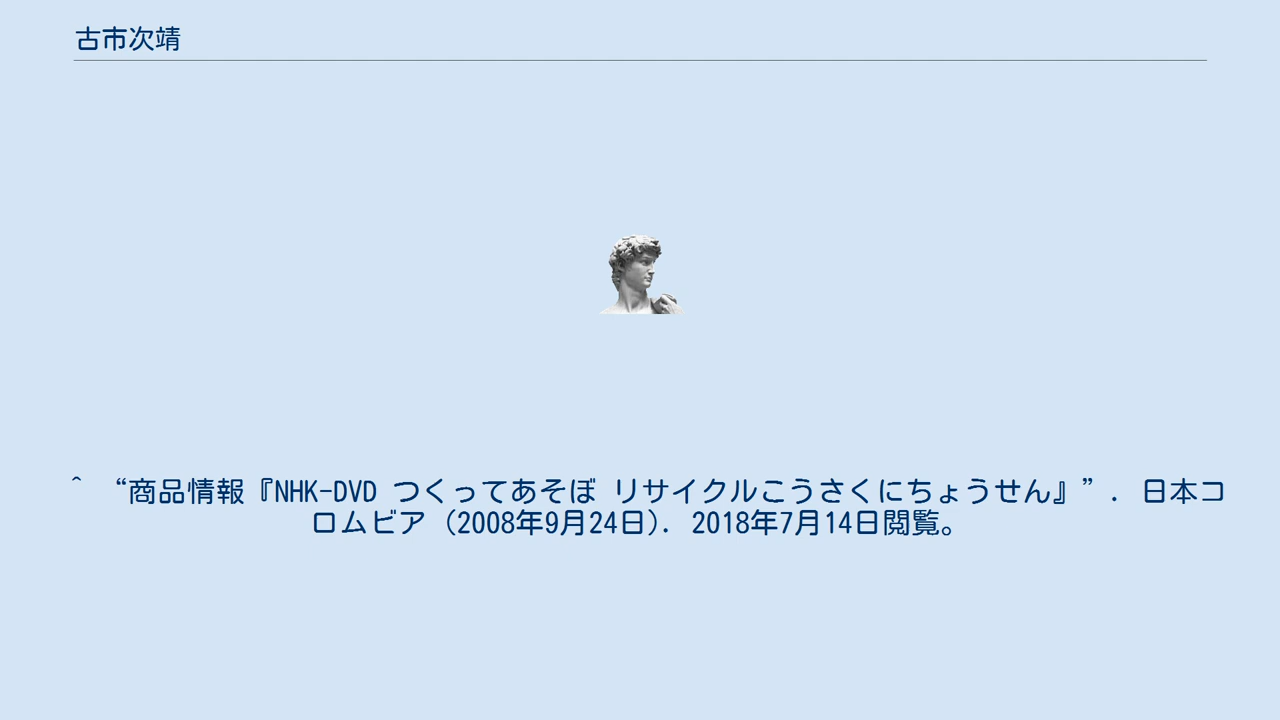 古市次靖
^ “商品情報『NHK-DVD つくってあそぼ リサイクルこうさくにちょうせん』”. 日本コ
ロムビア (2008年9月24日). 2018年7月14日閲覧。